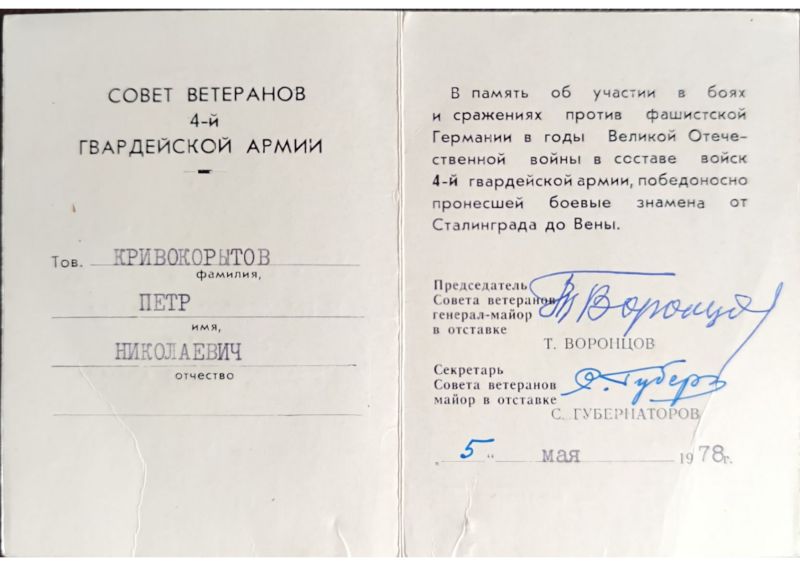 СОВЕТ ВЕТЕРАНОВ
4-й
ГВАРДЕЙСКОЙ АРМИИ
Тов. КРИВОКОРЫТОВ
фамилия,
ПЕТР
имя,
НИКОЛАЕВИЧ
отчество
В память об участии в боях
и сражениях против фашистской
Германии в годы Великой Отече-
ственной войны в составе войск
4-й гвардейской армии, победоносно
пронесшей боевые знамена от
Сталинграда до Вены.
Председатель
Совета ветеранов
генерал-майор
в отставке
Т Воронцов
Т. ВОРОНЦОВ
Секретарь
Совета ветеранов
майор в отставке
С. Губерн
С. ГУБЕРНАТОРОВ
„ 5 “ мая 1978г.